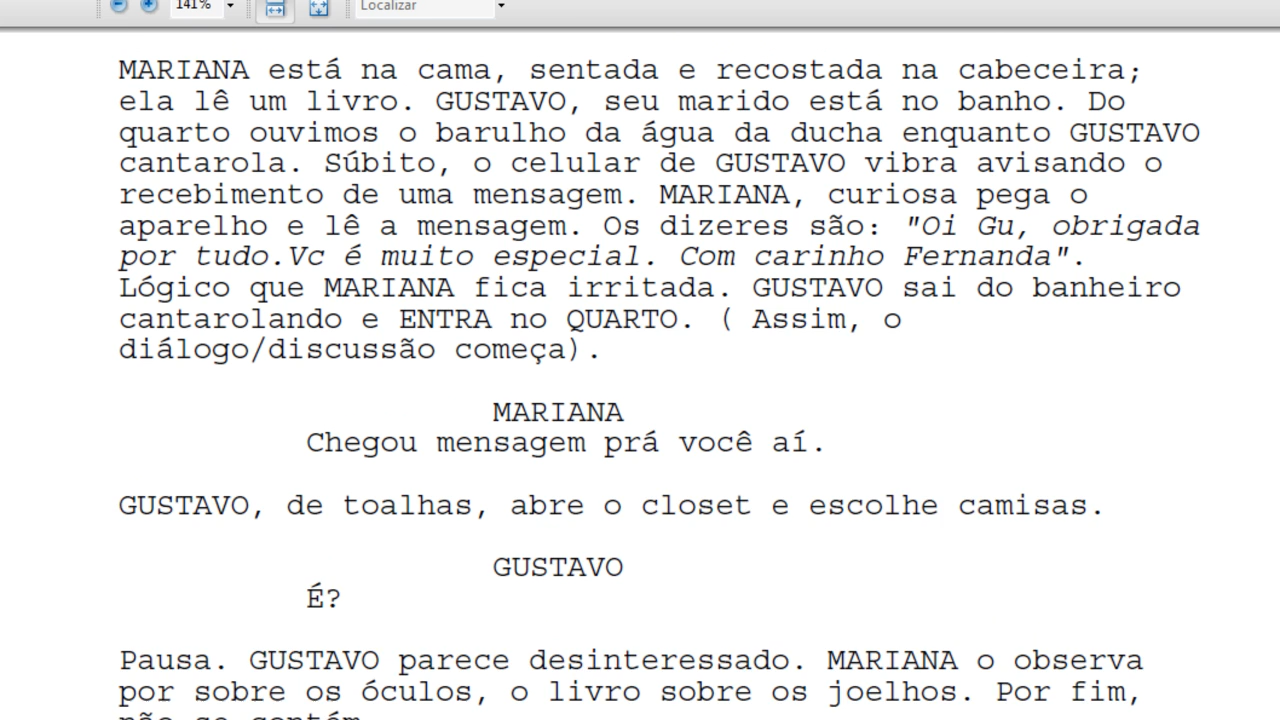 141%
Localizar
MARIANA está na cama, sentada e recostada na cabeceira;
ela lê um livro. GUSTAVO, seu marido está no banho. Do
quarto ouvimos o barulho da água da ducha enquanto GUSTAVO
cantarola. Súbito, o celular de GUSTAVO vibra avisando o
recebimento de uma mensagem. MARIANA, curiosa pega o
aparelho e lê a mensagem. Os dizeres são: "Oi Gu, obrigada
por tudo.Vc é muito especial. Com carinho Fernanda".
Lógico que MARIANA fica irritada. GUSTAVO sai do banheiro
cantarolando e ENTRA no QUARTO. ( Assim, o
diálogo/discussão começa).
MARIANA
Chegou mensagem prá você aí.
GUSTAVO, de toalhas, abre o closet e escolhe camisas.
GUSTAVO
É?
Pausa. GUSTAVO parece desinteressado. MARIANA o observa
por sobre os óculos, o livro sobre os joelhos. Por fim,
não se contém